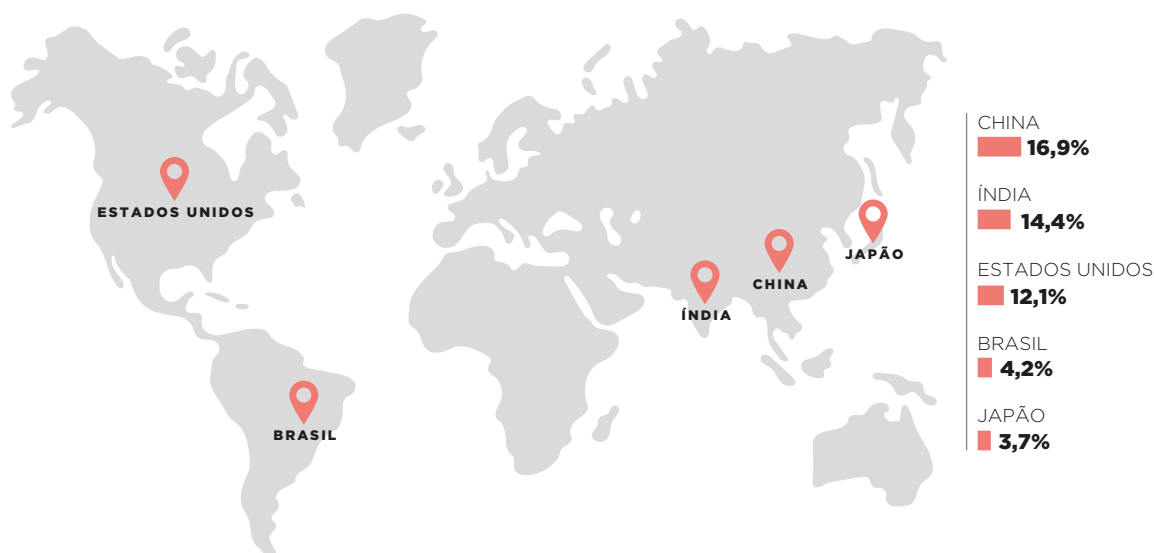 ESTADOS UNIDOS
BRASIL
ÍNDIA
CHINA
JAPÃO
CHINA
16,9%
ÍNDIA
14,4%
ESTADOS UNIDOS
12,1%
BRASIL
4,2%
JAPÃO
3,7%